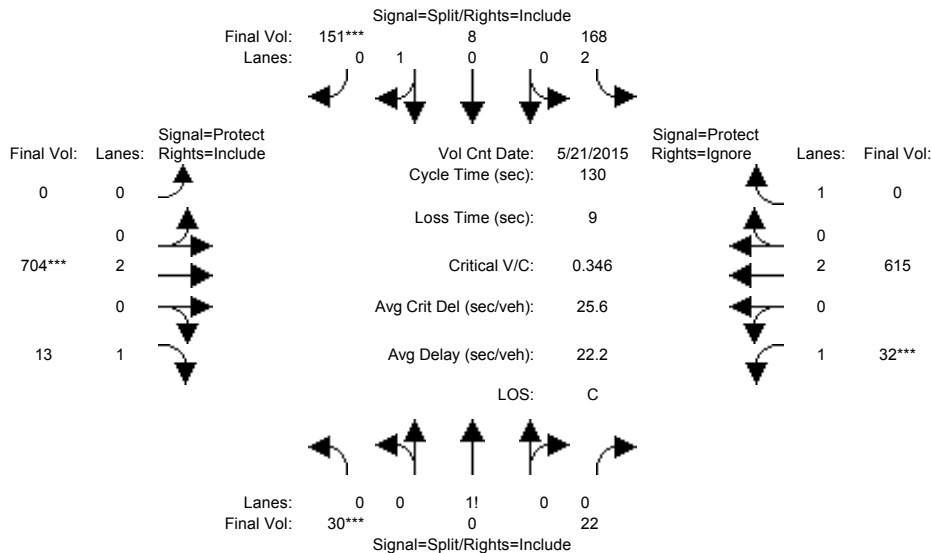 Signal=Split/Rights=Include
Final Vol: 151*** 8 168
Lanes: 0 1 0 0 2
Signal=Protect Signal=Protect
Final Vol: Lanes: Rights=Include Vol Cnt Date: 5/21/2015 Rights=Ignore Lanes: Final Vol:
Cycle Time (sec): 130
0 0 1 0
Loss Time (sec): 9
0 0
704*** 2 Critical V/C: 0.346 2 615
0 Avg Crit Del (sec/veh): 25.6 0
13 1 Avg Delay (sec/veh): 22.2 1 32***
LOS: C
Lanes: 0 0 1! 0 0
Final Vol: 30*** 0 22
Signal=Split/Rights=Include